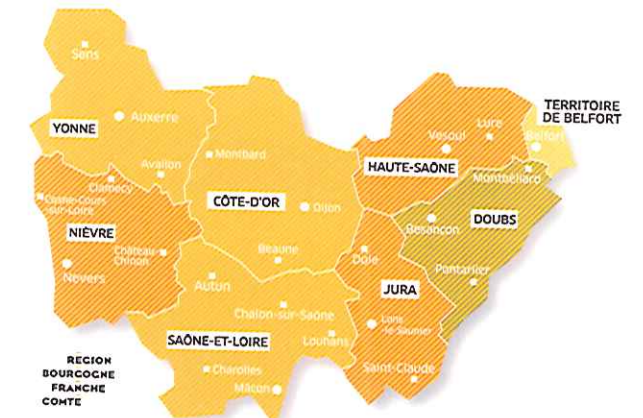 Sens
YONNE
Auxerre
Avallon
Montbard
CÔTE-D'OR
Dijon
Beaune
Clamecy
Cosne-Cours
-sur-Loire
NIÈVRE
Château
Chinon
Nevers
Autun
Chalon-sur-Saône
SAÔNE-ET-LOIRE
Louhans
Charolles
Mâcon
HAUTE-SAÔNE
Vesoul
Lure
TERRITOIRE
DE BELFORT
Belfort
Montbéliard
DOUBS
Besançon
Pontarlier
Dole
JURA
Lons
-le-Saunier
Saint-Claude
REGION
BOURGOGNE
FRANCHE
COMTE